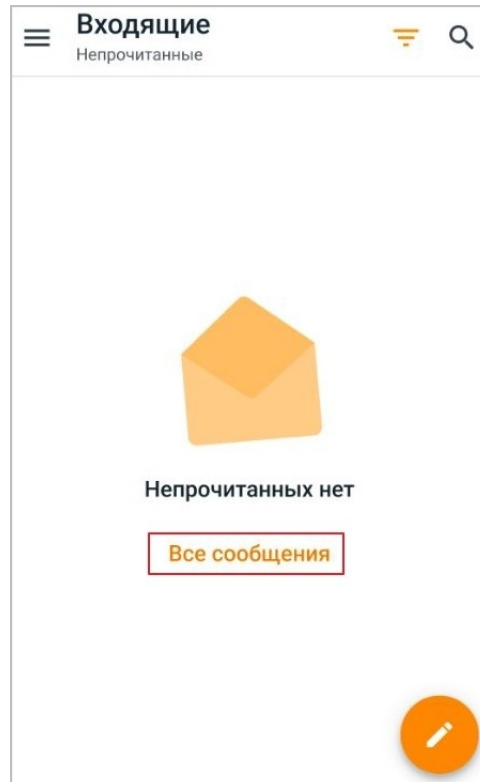 Входящие
Непрочитанные
Непрочитанных нет
Все сообщения